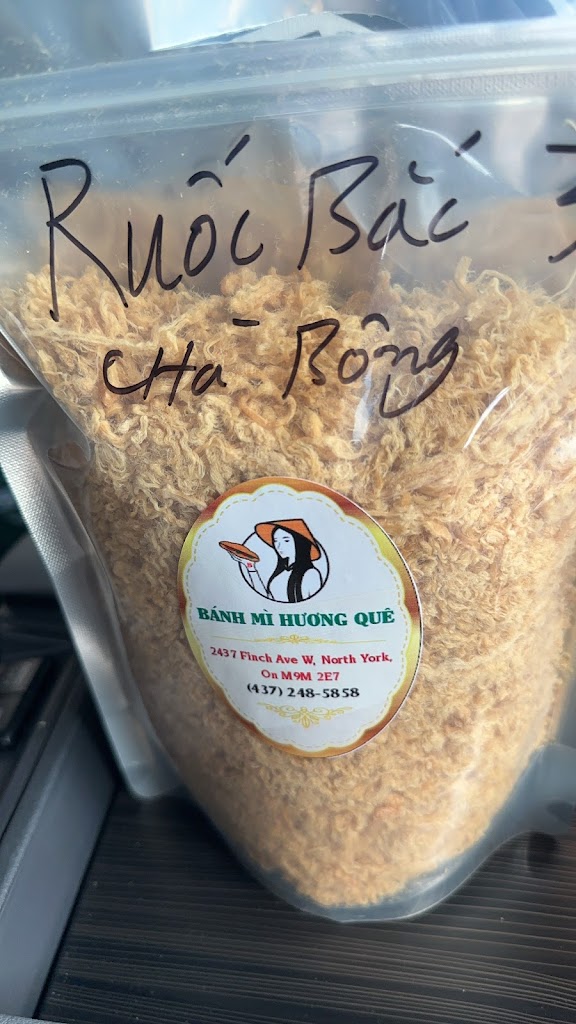 Ruốc Bắc
Chà Bông
BÁNH MÌ HƯƠNG QUÊ
2437 Finch Ave W, North York,
On M9M 2E7
(437) 248-5858